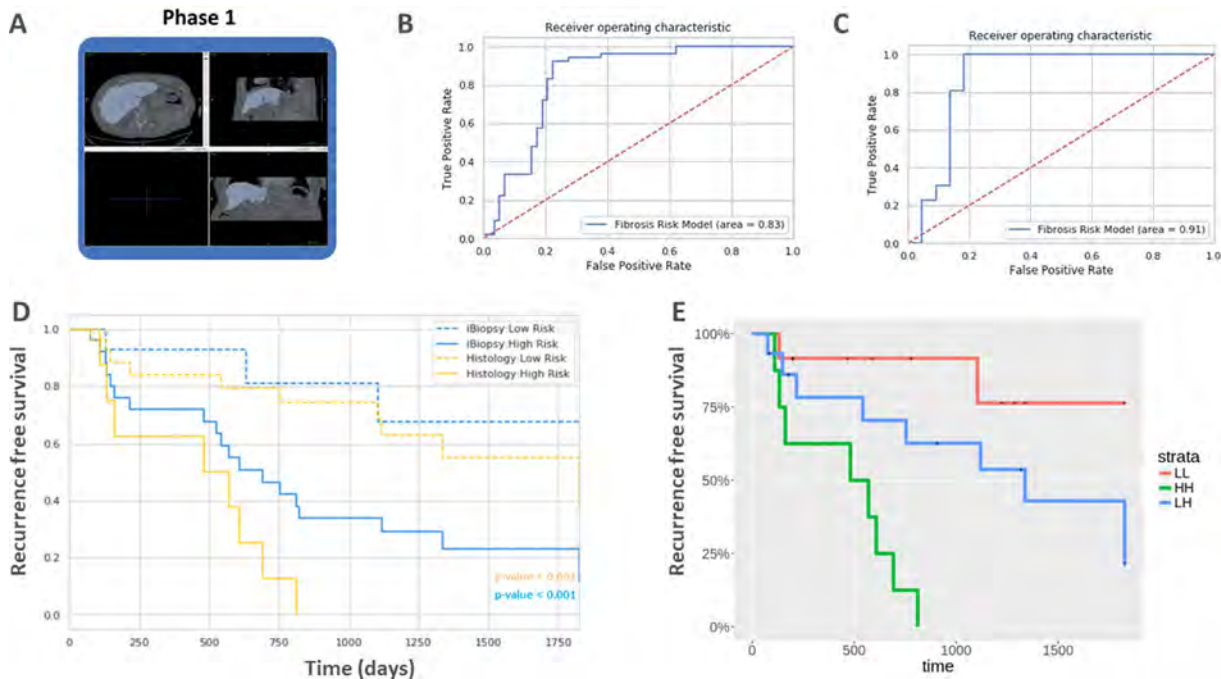 A
Phase 1
B
Receiver operating characteristic
1.0
0.8
0.6
0.4
0.2
0.0
True Positive Rate
Fibrosis Risk Model (area = 0.83)
0.0 0.2 0.4 0.6 0.8 1.0
False Positive Rate
C
Receiver operating characteristic
1.0
0.8
0.6
0.4
0.2
0.0
True Positive Rate
Fibrosis Risk Model (area = 0.91)
0.0 0.2 0.4 0.6 0.8 1.0
False Positive Rate
D
1.0
0.8
0.6
0.4
0.2
0.0
Recurrence free survival
iBiopsy:Low Risk
iBiopsy:High Risk
Histology:Low Risk
Histology:High Risk
p-value < 0.001
p-value < 0.001
0 250 500 750 1000 1250 1500 1750
Time (days)
E
100%
75%
50%
25%
0%
Recurrence free survival
0 500 1000 1500
time
strata
LL
HH
LH